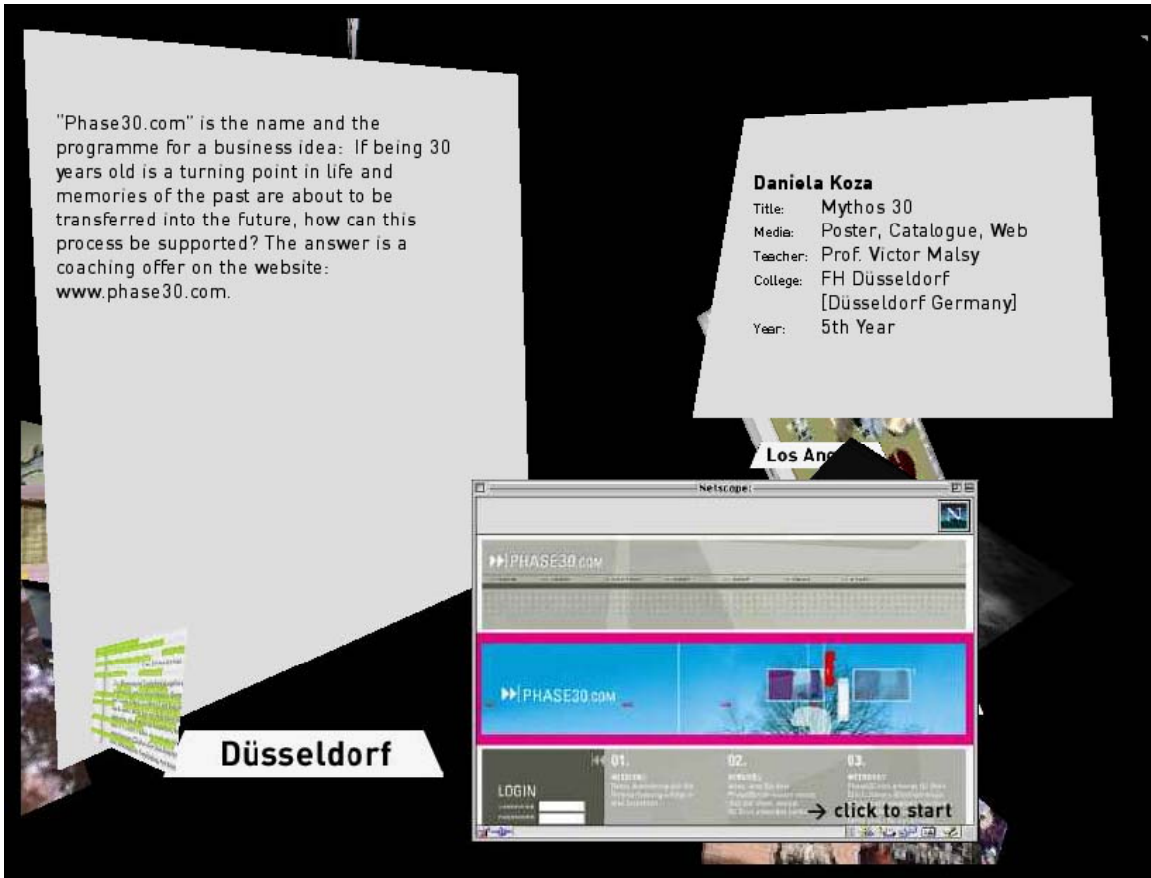 "Phase30.com" is the name and the
programme for a business idea: If being 30
years old is a turning point in life and
memories of the past are about to be
transferred into the future, how can this
process be supported? The answer is a
coaching offer on the website:
www.phase30.com.
Daniela Koza
Title: Mythos 30
Media: Poster, Catalogue, Web
Teacher: Prof. Victor Malsy
College: FH Düsseldorf
[Düsseldorf Germany]
Year: 5th Year
Los An
Netscape:
N
PHASE30.COM
PHASE30.COM
Düsseldorf
01. 02. 03.
LOGIN
→ click to start